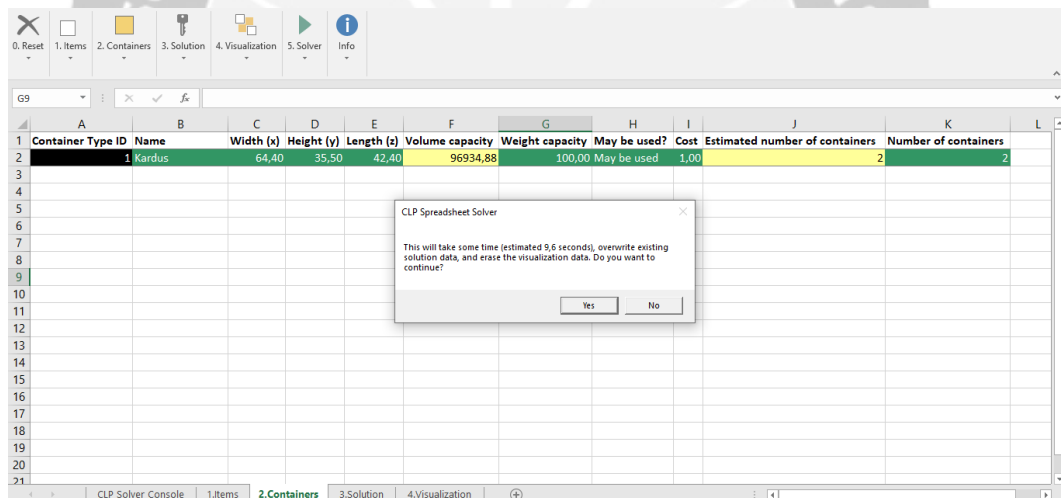 0. Reset 1. Items 2. Containers 3. Solution 4. Visualization 5. Solver Info
G9 fx
A B C D E F G H I J K L
1 Container Type ID Name Width (x) Height (y) Length (z) Volume capacity Weight capacity May be used? Cost Estimated number of containers Number of containers
2 1 Kardus 64,40 35,50 42,40 96934,88 100,00 May be used 1,00 2 2
3
4
5
6
7
8
9
10
11
12
13
14
15
16
17
18
19
20
21
CLP Spreadsheet Solver
This will take some time (estimated 9,6 seconds), overwrite existing
solution data, and erase the visualization data. Do you want to
continue?
Yes No
CLP Solver Console 1.Items 2.Containers 3.Solution 4.Visualization